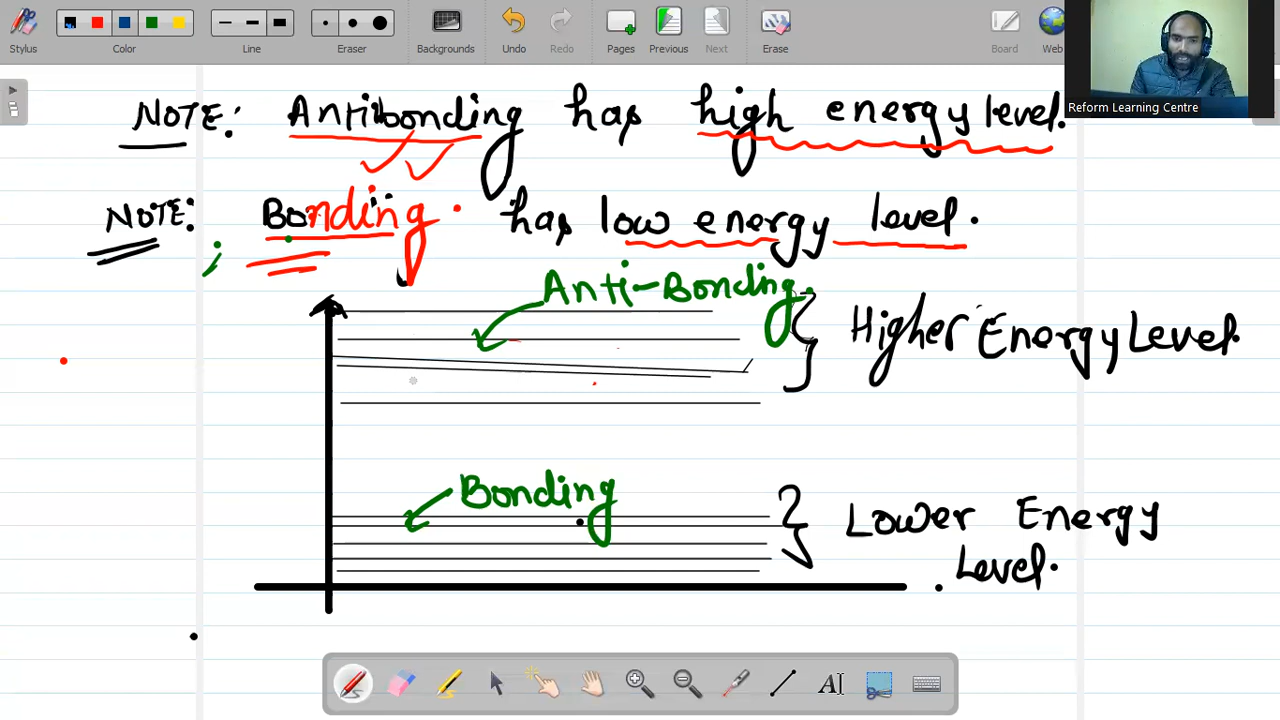 Stylus Color Line Eraser Backgrounds Undo Redo Pages Previous Next Erase Board Web
Reform Learning Centre
NOTE: Antibonding has high energy level.
NOTE: Bonding. has low energy level.
Anti-Bonding.
Higher Energy Level.
Bonding
Lower Energy
Level.